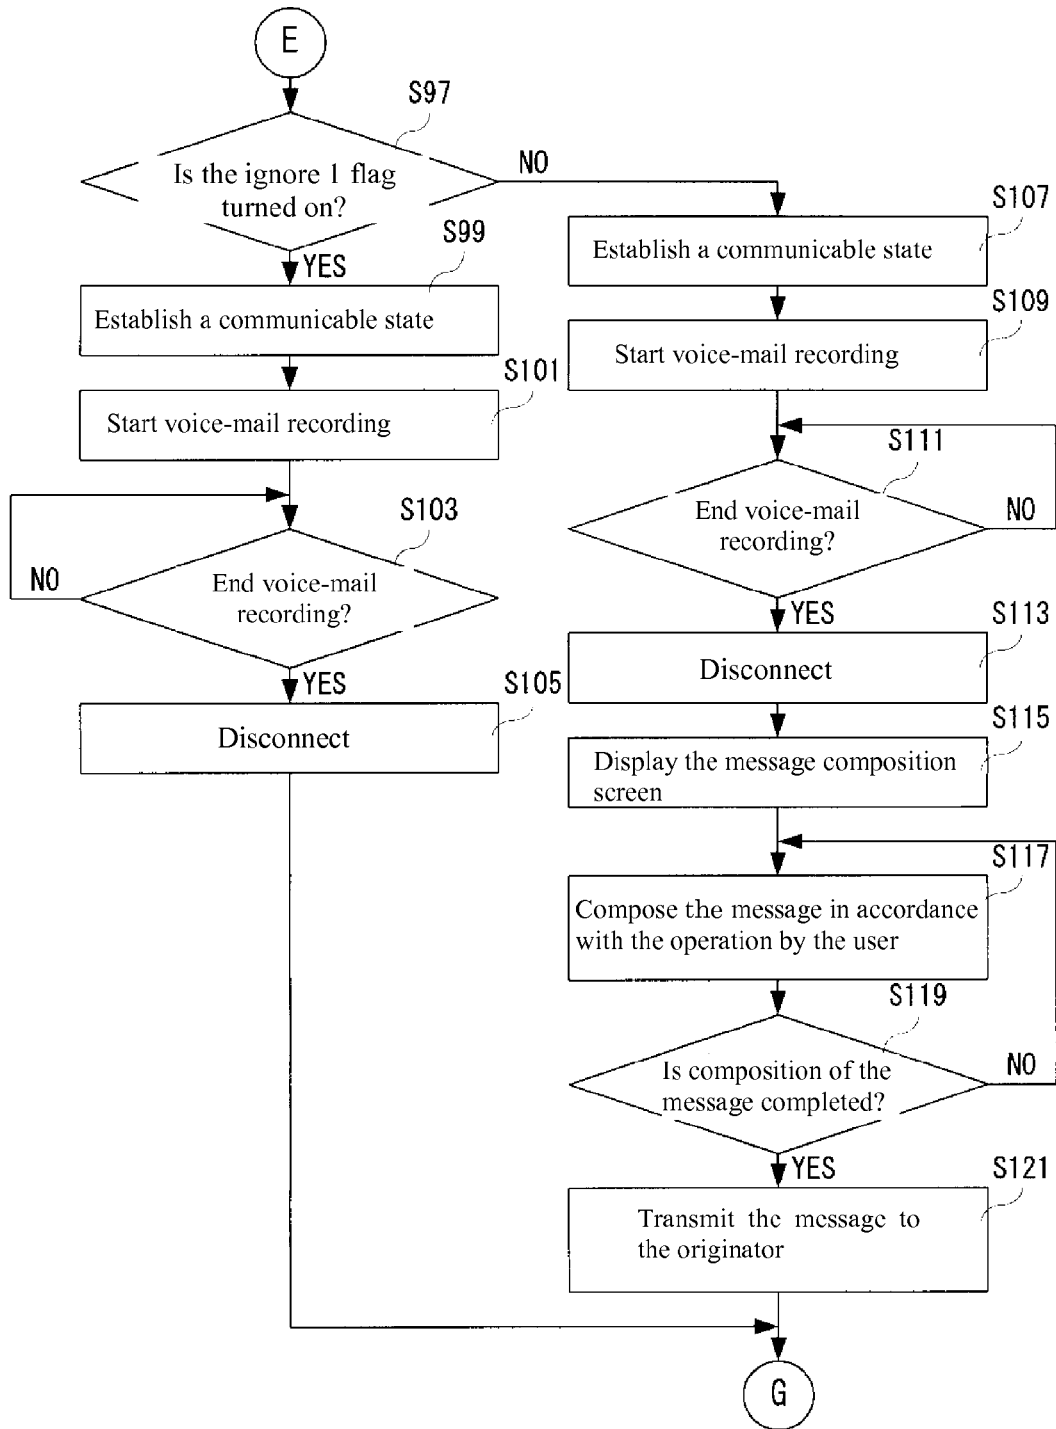 E
S97
Is the ignore 1 flag
turned on?
NO
YES
S99
Establish a communicable state
S101
Start voice-mail recording
S103
End voice-mail
recording?
NO
YES
S105
Disconnect
S107
Establish a communicable state
S109
Start voice-mail recording
S111
End voice-mail
recording?
NO
YES
S113
Disconnect
S115
Display the message composition
screen
S117
Compose the message in accordance
with the operation by the user
S119
Is composition of the
message completed?
NO
YES
S121
Transmit the message to
the originator
G